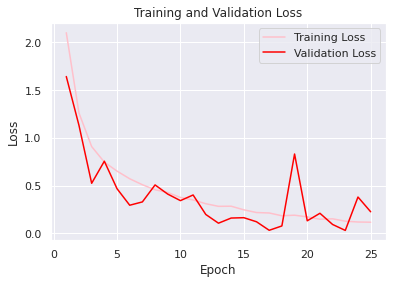 Training and Validation Loss
Training Loss
Validation Loss
2.0
1.5
1.0
0.5
0.0
Loss
0 5 10 15 20 25
Epoch